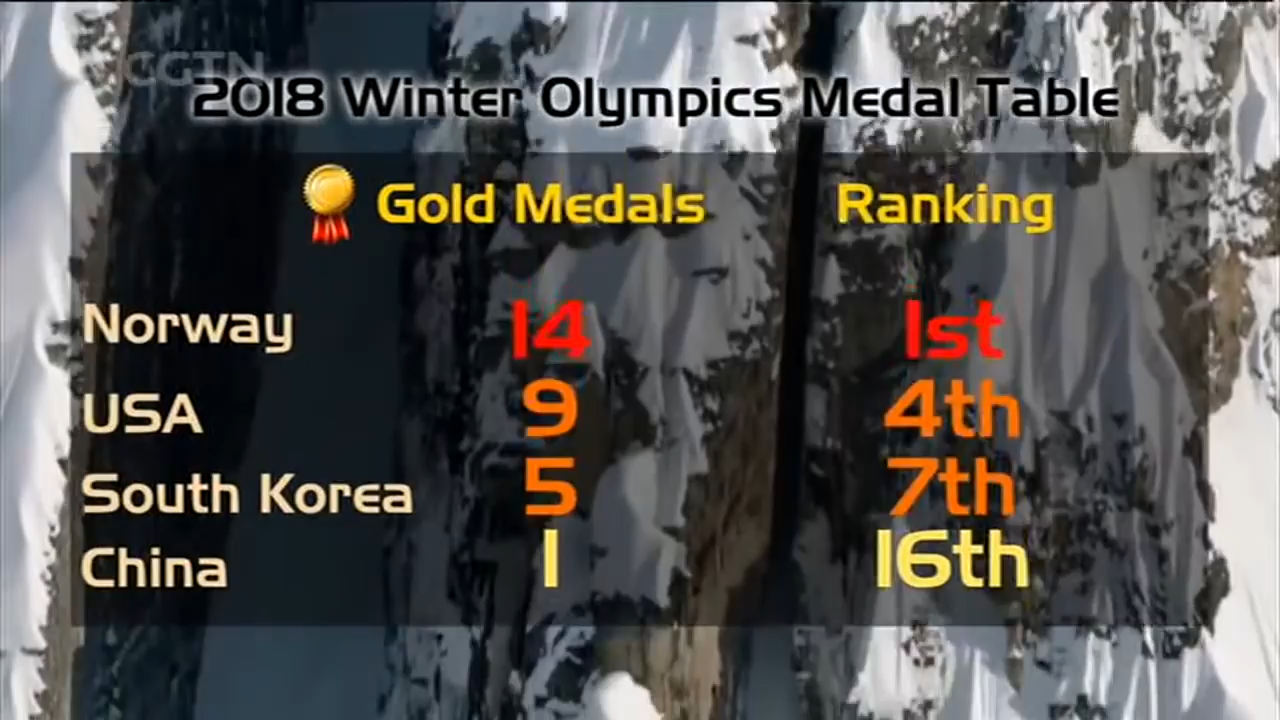 CGTN
2018 Winter Olympics Medal Table
Gold Medals Ranking
Norway 14 1st
USA 9 4th
South Korea 5 7th
China 1 16th